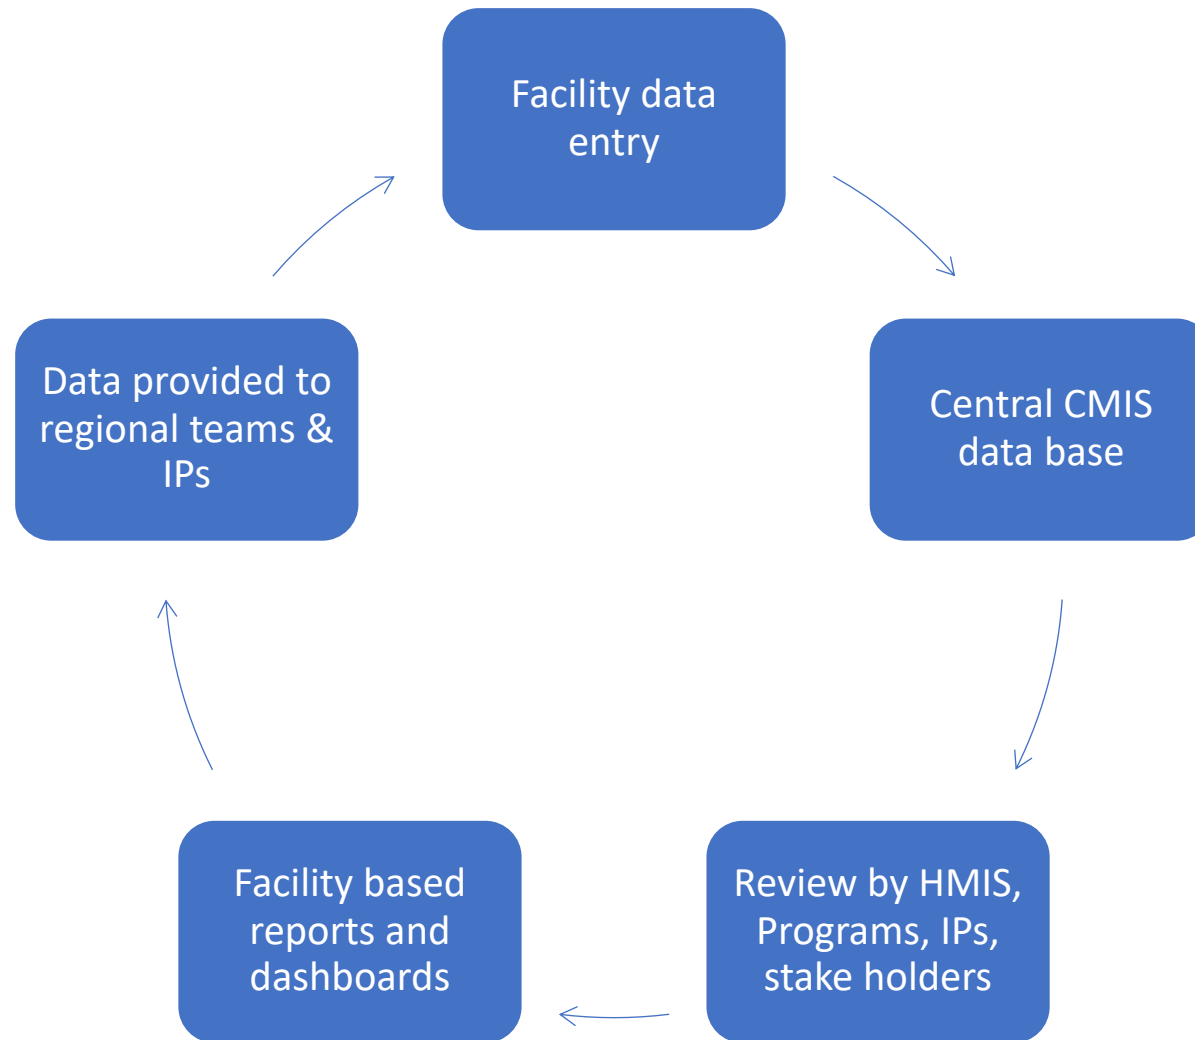 Facility data
entry
Central CMIS
data base
Review by HMIS,
Programs, IPs,
stake holders
Facility based
reports and
dashboards
Data provided to
regional teams &
IPs